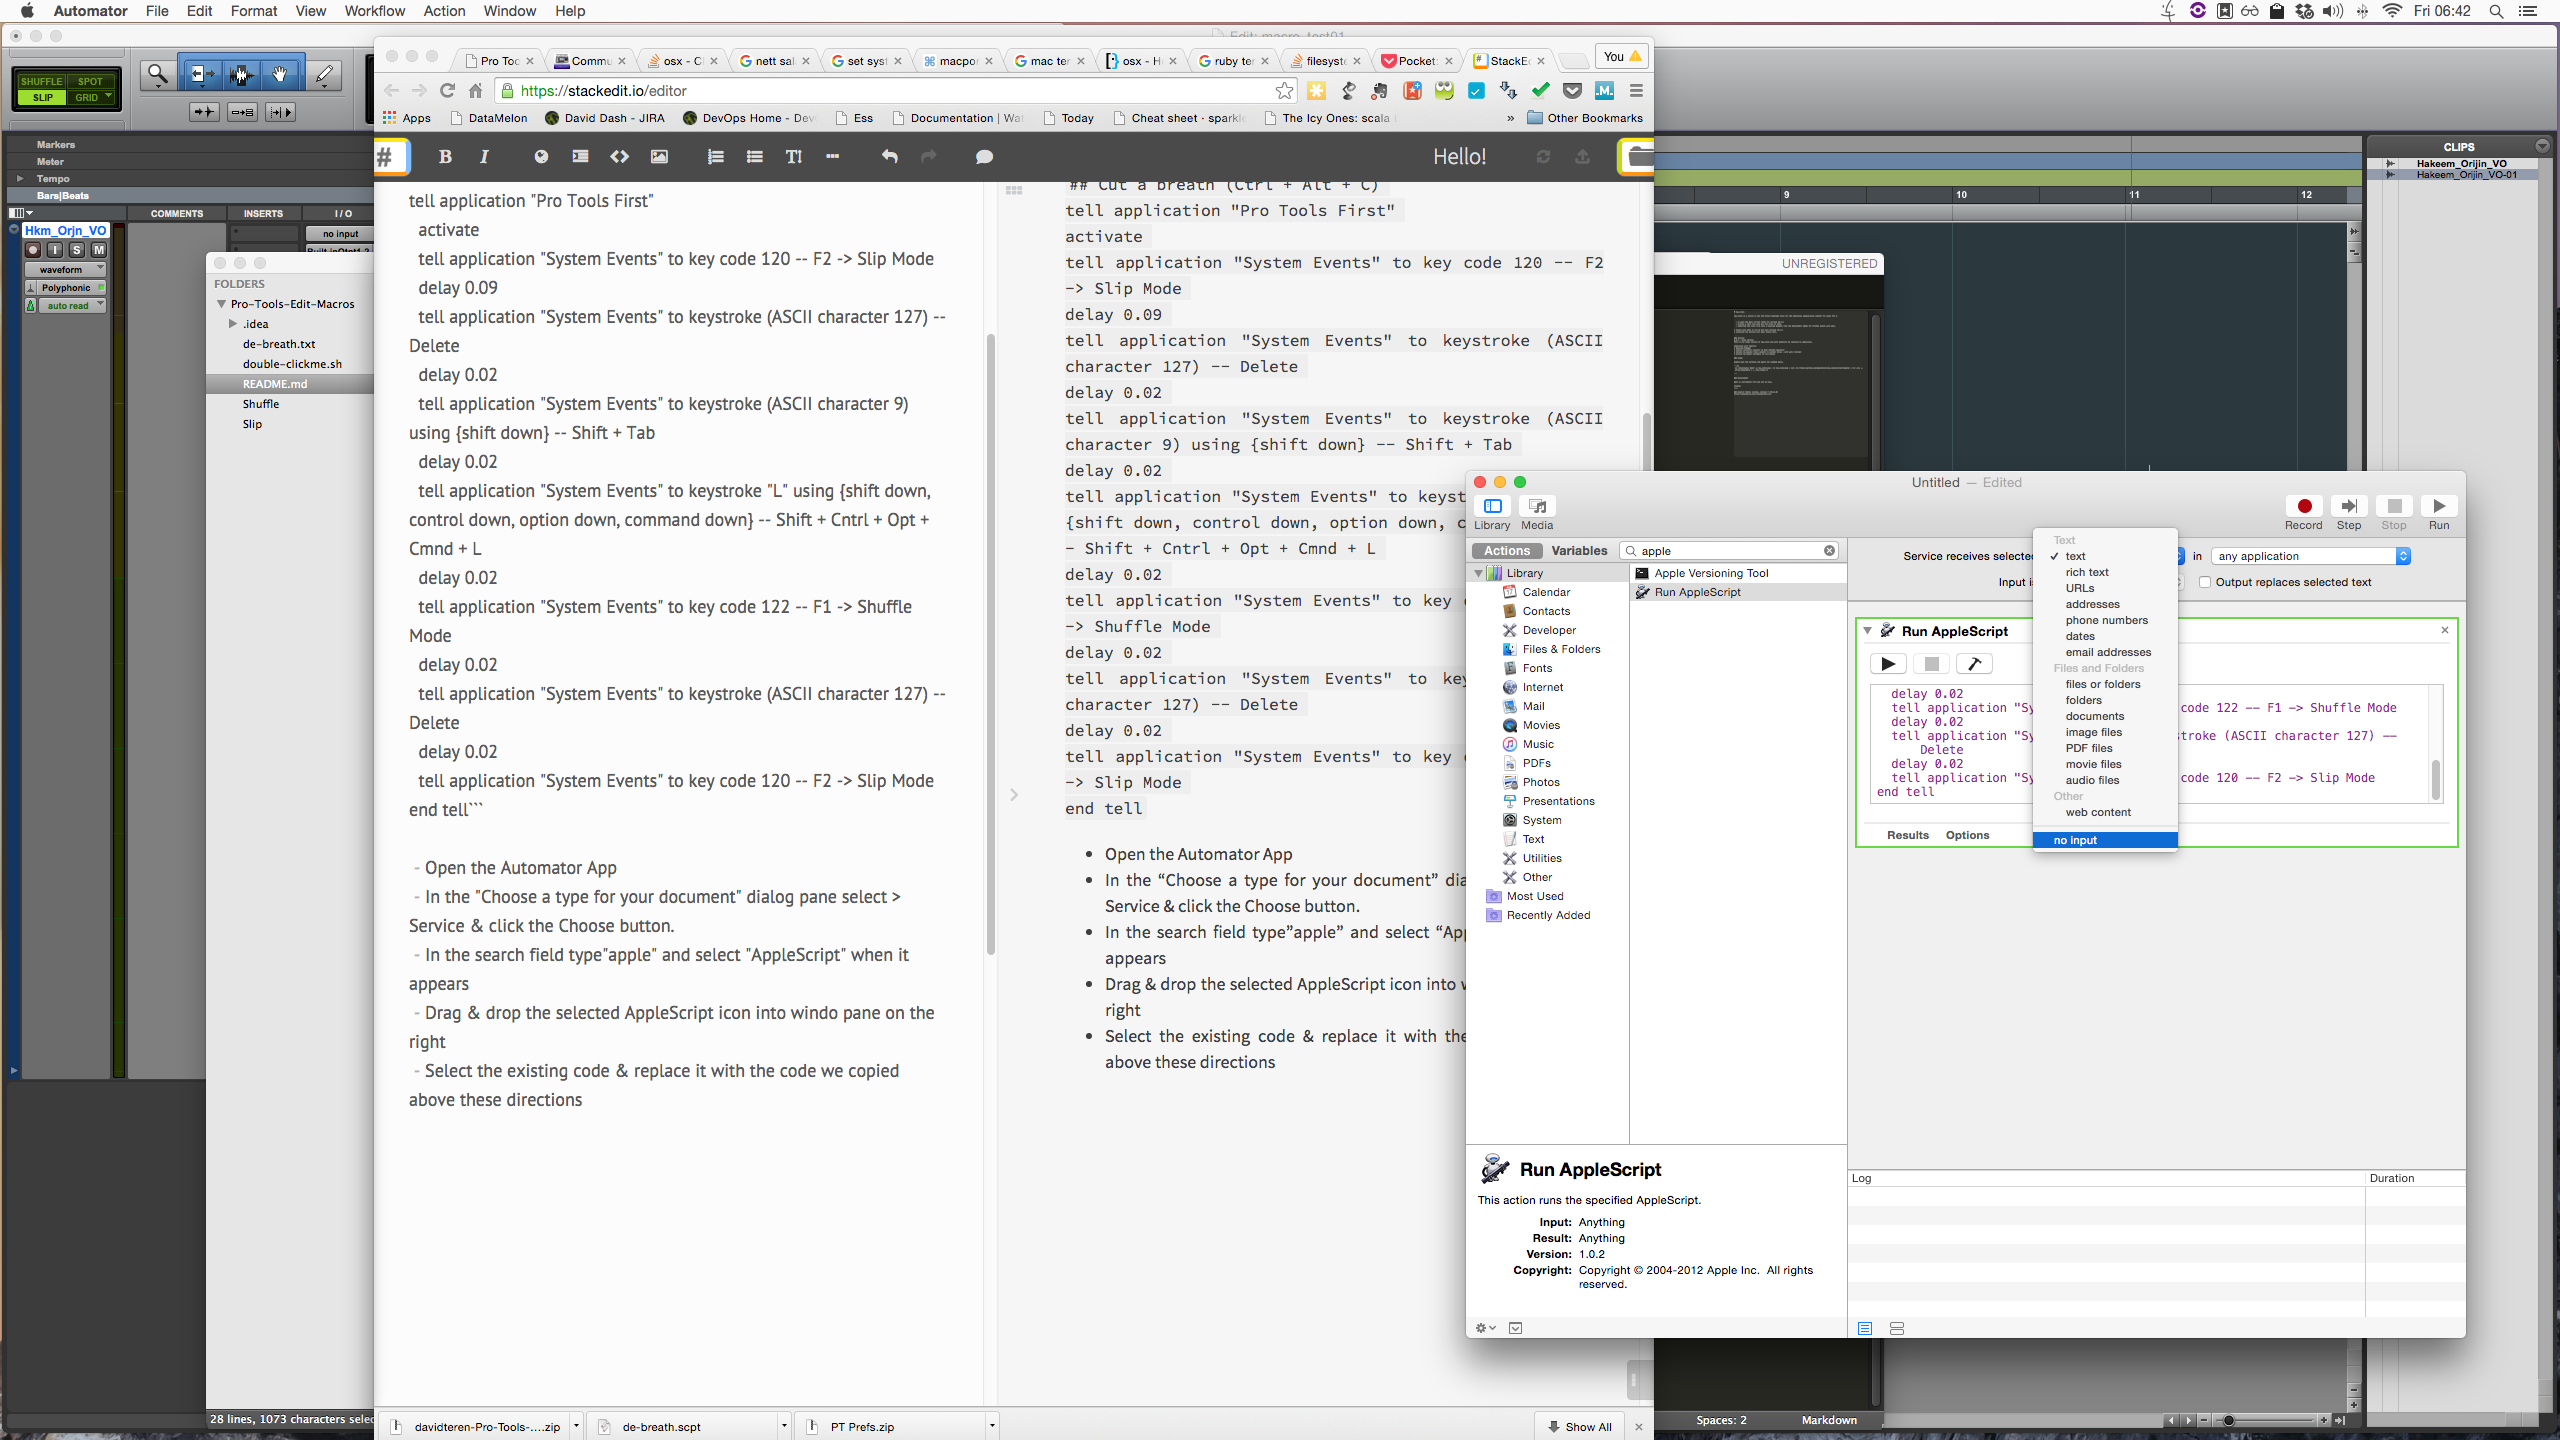 Automator File Edit Format View Workflow Action Window Help
Fri 06:42
Edit: macro_test01
SHUFFLE SPOT
SLIP GRID
Markers
Meter
Tempo
Bars|Beats
COMMENTS INSERTS I / O
Hkm_Orjn_VO
no input
I S M
waveform
Polyphonic
auto read
FOLDERS
Pro-Tools-Edit-Macros
.idea
de-breath.txt
double-clickme.sh
README.md
Shuffle
Slip
28 lines, 1073 characters selec
Pro Too
Commu
osx - C
nett sal
set syst
macpor
mac ter
osx - H
ruby ter
filesyste
Pocket:
StackEd
You
https://stackedit.io/editor
Apps DataMelon David Dash - JIRA DevOps Home - Dev Ess Documentation | Wa Today Cheat sheet · sparkl The Icy Ones: scala » Other Bookmarks
# B I Hello!
tell application "Pro Tools First"
activate
tell application "System Events" to key code 120 -- F2 -> Slip Mode
delay 0.09
tell application "System Events" to keystroke (ASCII character 127) --
Delete
delay 0.02
tell application "System Events" to keystroke (ASCII character 9)
using {shift down} -- Shift + Tab
delay 0.02
tell application "System Events" to keystroke "L" using {shift down,
control down, option down, command down} -- Shift + Cntrl + Opt +
Cmnd + L
delay 0.02
tell application "System Events" to key code 122 -- F1 -> Shuffle
Mode
delay 0.02
tell application "System Events" to keystroke (ASCII character 127) --
Delete
delay 0.02
tell application "System Events" to key code 120 -- F2 -> Slip Mode
end tell```
- Open the Automator App
- In the "Choose a type for your document" dialog pane select >
Service & click the Choose button.
- In the search field type"apple" and select "AppleScript" when it
appears
- Drag & drop the selected AppleScript icon into windo pane on the
right
- Select the existing code & replace it with the code we copied
above these directions
## Cut a breath (Ctrl + Alt + C)
tell application "Pro Tools First"
activate
tell application "System Events" to key code 120 -- F2
-> Slip Mode
delay 0.09
tell application "System Events" to keystroke (ASCII
character 127) -- Delete
delay 0.02
tell application "System Events" to keystroke (ASCII
character 9) using {shift down} -- Shift + Tab
delay 0.02
tell application "System Events" to keyst
{shift down, control down, option down, c
- Shift + Cntrl + Opt + Cmnd + L
delay 0.02
tell application "System Events" to key
-> Shuffle Mode
delay 0.02
tell application "System Events" to key
character 127) -- Delete
delay 0.02
tell application "System Events" to key
-> Slip Mode
end tell
• Open the Automator App
• In the “Choose a type for your document” dia
Service & click the Choose button.
• In the search field type”apple” and select “App
appears
• Drag & drop the selected AppleScript icon into w
right
• Select the existing code & replace it with the
above these directions
davidteren-Pro-Tools-....zip
de-breath.scpt
PT Prefs.zip
Show All
9 10 11 12
UNREGISTERED
Spaces: 2 Markdown
CLIPS
Hakeem_Orijin_VO
Hakeem_Orijin_VO-01
Untitled — Edited
Library Media
Record Step Stop Run
Actions Variables
apple
Library
Calendar
Contacts
Developer
Files & Folders
Fonts
Internet
Mail
Movies
Music
PDFs
Photos
Presentations
System
Text
Utilities
Other
Most Used
Recently Added
Apple Versioning Tool
Run AppleScript
Service receives selected
in any application
Input is
Output replaces selected text
Text
✓ text
rich text
URLs
addresses
phone numbers
dates
email addresses
Files and Folders
files or folders
folders
documents
image files
PDF files
movie files
audio files
Other
web content
no input
Run AppleScript
delay 0.02
tell application "Sy code 122 -- F1 -> Shuffle Mode
delay 0.02
tell application "Sy troke (ASCII character 127) --
Delete
delay 0.02
tell application "Sy code 120 -- F2 -> Slip Mode
end tell
Results Options
Run AppleScript
This action runs the specified AppleScript.
Input: Anything
Result: Anything
Version: 1.0.2
Copyright: Copyright © 2004-2012 Apple Inc. All rights
reserved.
Log Duration